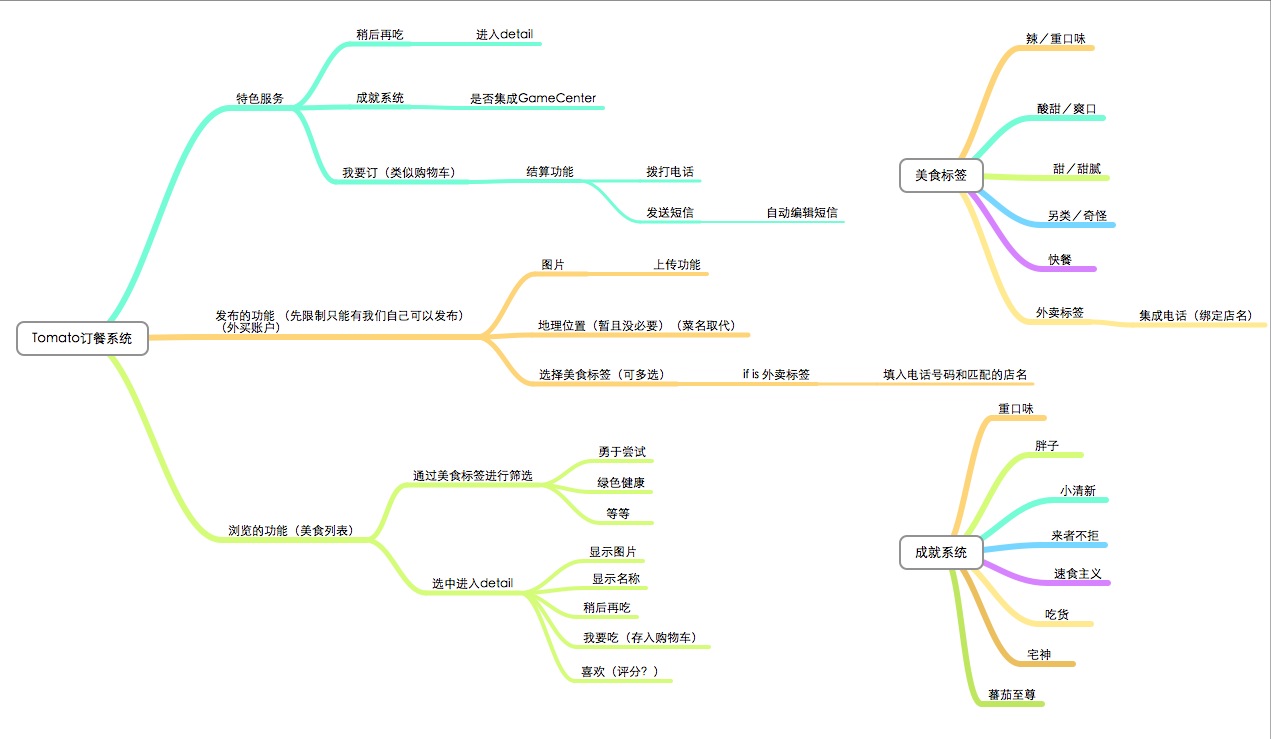 Tomato订餐系统
特色服务
稍后再吃
进入detail
成就系统
是否集成GameCenter
我要订（类似购物车）
结算功能
拨打电话
发送短信
自动编辑短信
发布的功能 （先限制只能有我们自己可以发布）
（外买账户）
图片
上传功能
地理位置（暂且没必要）（菜名取代）
选择美食标签（可多选）
if is 外卖标签
填入电话号码和匹配的店名
浏览的功能（美食列表）
通过美食标签进行筛选
勇于尝试
绿色健康
等等
选中进入detail
显示图片
显示名称
稍后再吃
我要吃（存入购物车）
喜欢（评分？）
美食标签
辣／重口味
酸甜／爽口
甜／甜腻
另类／奇怪
快餐
外卖标签
集成电话（绑定店名）
成就系统
重口味
胖子
小清新
来者不拒
速食主义
吃货
宅神
蕃茄至尊